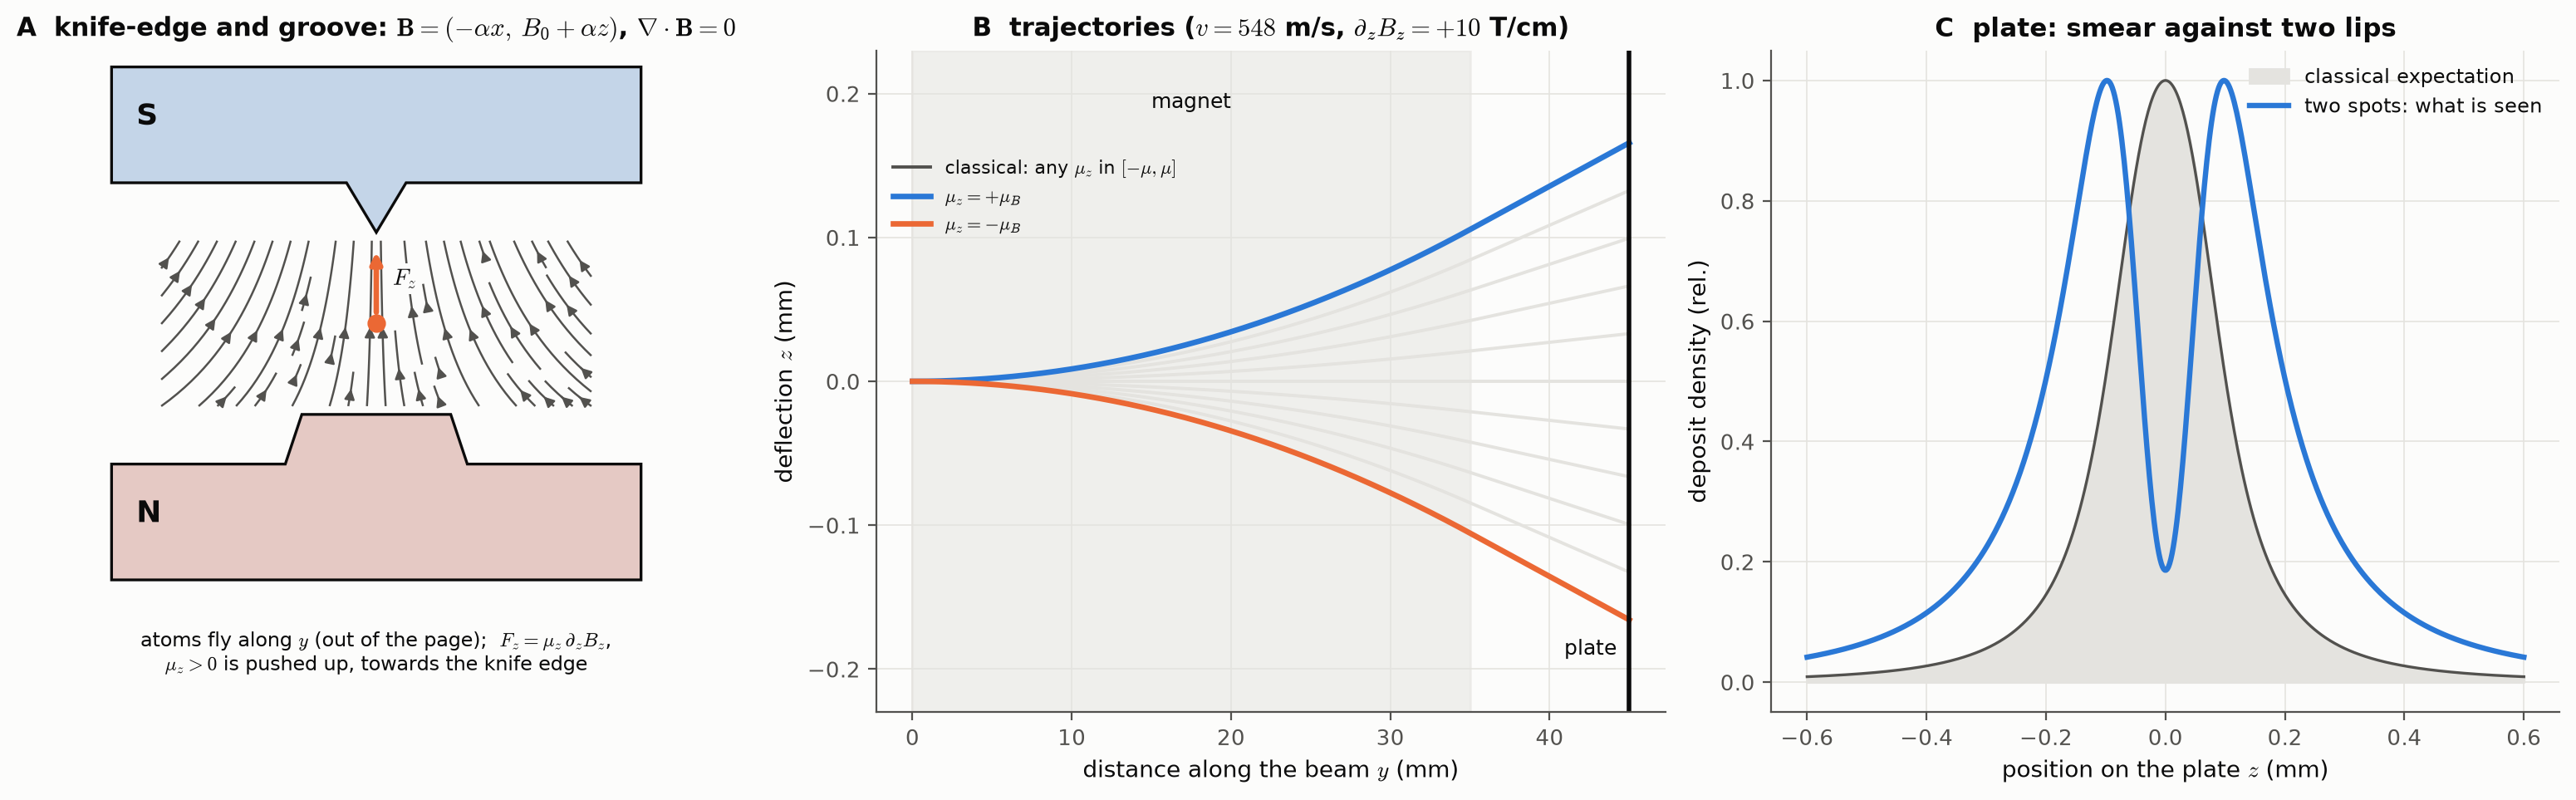 A knife-edge and groove: B = (−αx, B₀ + αz), ∇ · B = 0
S
F_z
N
atoms fly along y (out of the page); F_z = μ_z ∂_zB_z,
μ_z > 0 is pushed up, towards the knife edge
B trajectories (v = 548 m/s, ∂_zB_z = +10 T/cm)
magnet
classical: any μ_z in [−μ, μ]
μ_z = +μ_B
μ_z = −μ_B
plate
deflection z (mm)
0.2
0.1
0.0
−0.1
−0.2
0 10 20 30 40
distance along the beam y (mm)
C plate: smear against two lips
classical expectation
two spots: what is seen
deposit density (rel.)
1.0
0.8
0.6
0.4
0.2
0.0
−0.6 −0.4 −0.2 0.0 0.2 0.4 0.6
position on the plate z (mm)